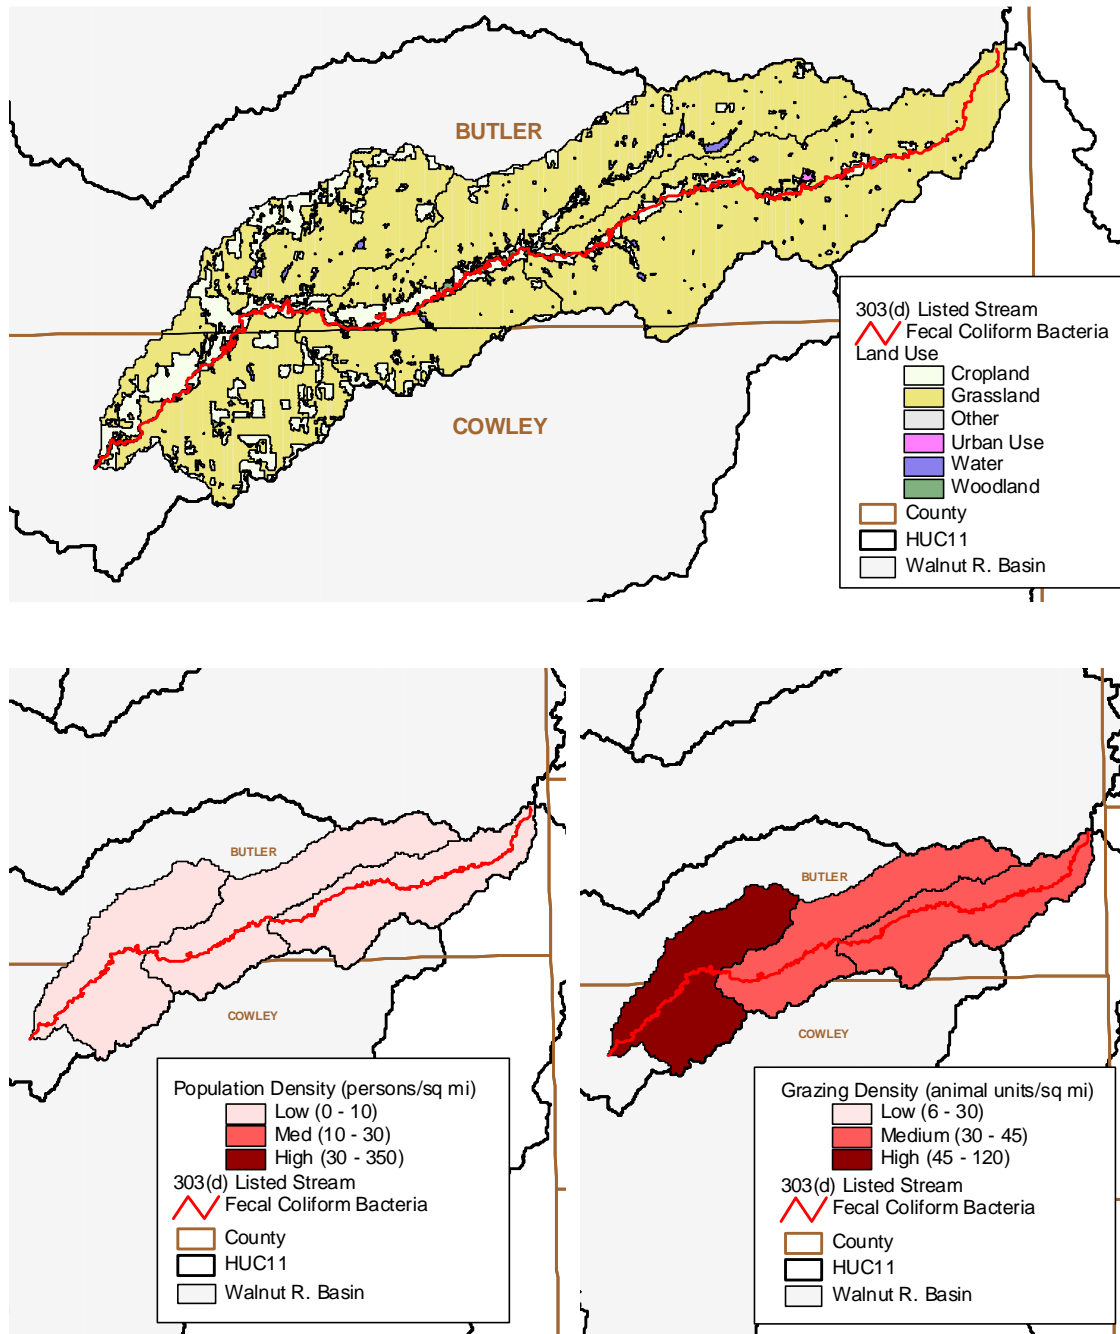 BUTLER
COWLEY
303(d) Listed Stream
Fecal Coliform Bacteria
Land Use
Cropland
Grassland
Other
Urban Use
Water
Woodland
County
HUC11
Walnut R. Basin
BUTLER
COWLEY
Population Density (persons/sq mi)
Low (0 - 10)
Med (10 - 30)
High (30 - 350)
303(d) Listed Stream
Fecal Coliform Bacteria
County
HUC11
Walnut R. Basin
BUTLER
COWLEY
Grazing Density (animal units/sq mi)
Low (6 - 30)
Medium (30 - 45)
High (45 - 120)
303(d) Listed Stream
Fecal Coliform Bacteria
County
HUC11
Walnut R. Basin